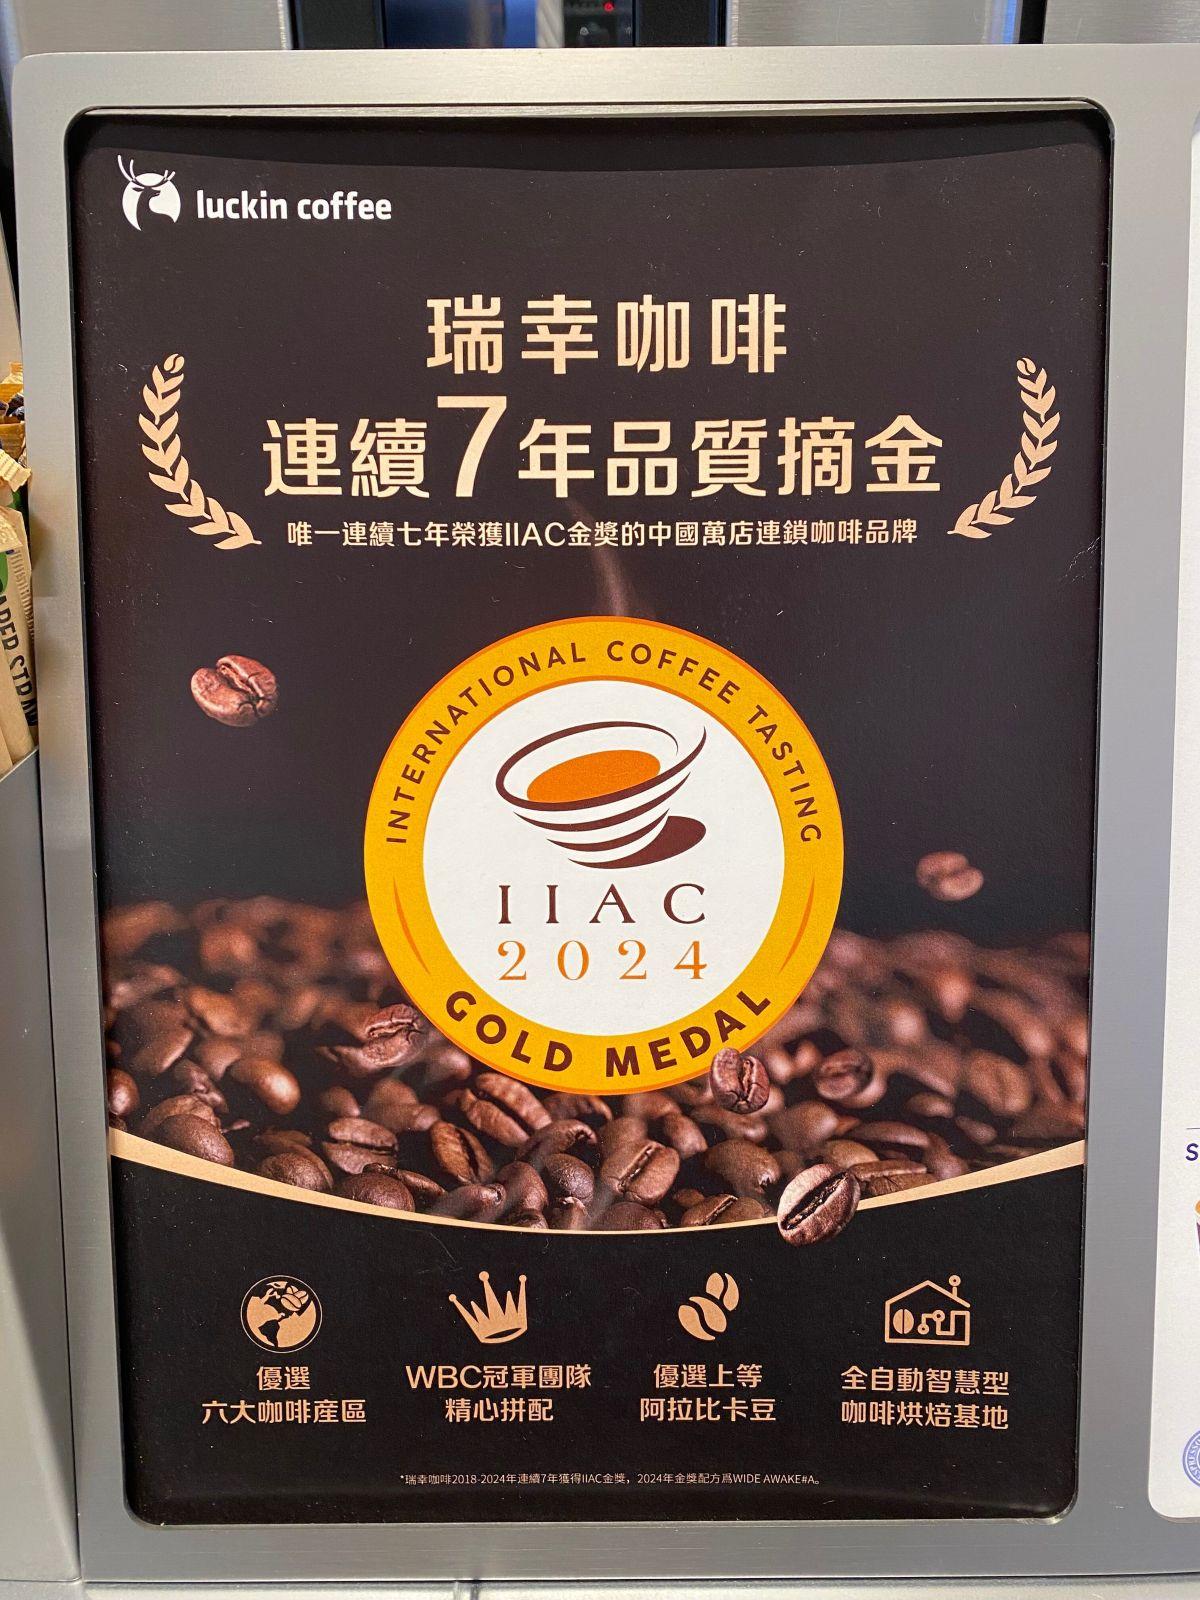 luckin coffee
瑞幸咖啡
連續7年品質摘金
唯一連續七年榮獲IIAC金獎的中國萬店連鎖咖啡品牌
INTERNATIONAL COFFEE TASTING
IIAC
2024
GOLD MEDAL
優選
六大咖啡産區
WBC冠軍團隊
精心拼配
優選上等
阿拉比卡豆
全自動智慧型
咖啡烘焙基地
*瑞幸咖啡2018-2024年連續7年獲得IIAC金獎，2024年金獎配方爲WIDE AWAKE#A。